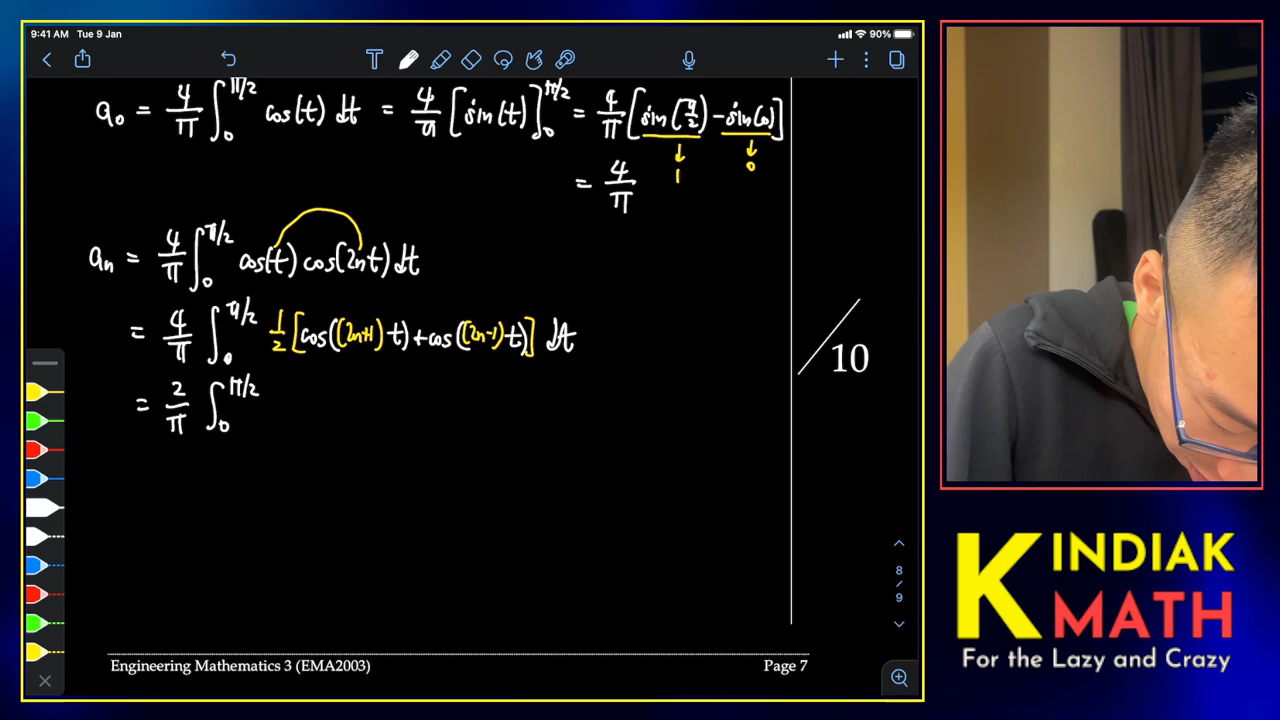 9:41 AM Tue 9 Jan
90%
a₀ = 4/π ∫₀^(π/2) cos(t) dt = 4/π [sin(t)]₀^(π/2) = 4/π [sin(π/2) - sin(0)]
↓ ↓
1 0
= 4/π
aₙ = 4/π ∫₀^(π/2) cos(t) cos(2nt) dt
= 4/π ∫₀^(π/2) 1/2 [cos((2n+1)t) + cos((2n-1)t)] dt
= 2/π ∫₀^(π/2)
/10
8/9
Engineering Mathematics 3 (EMA2003) Page 7
KINDIAK
MATH
For the Lazy and Crazy